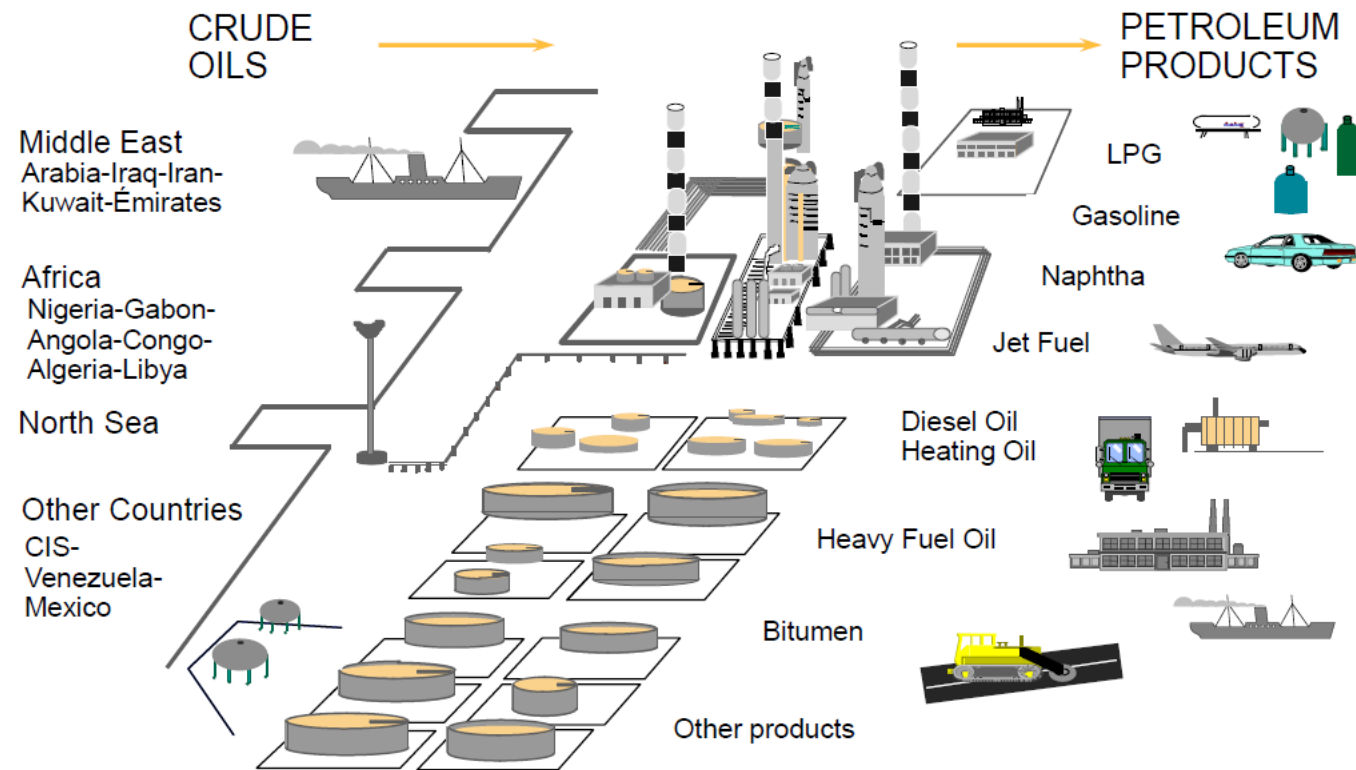 CRUDE
OILS
PETROLEUM
PRODUCTS
Middle East
Arabia-Iraq-Iran-
Kuwait-Émirates
Africa
Nigeria-Gabon-
Angola-Congo-
Algeria-Libya
North Sea
Other Countries
CIS-
Venezuela-
Mexico
LPG
Gasoline
Naphtha
Jet Fuel
Diesel Oil
Heating Oil
Heavy Fuel Oil
Bitumen
Other products